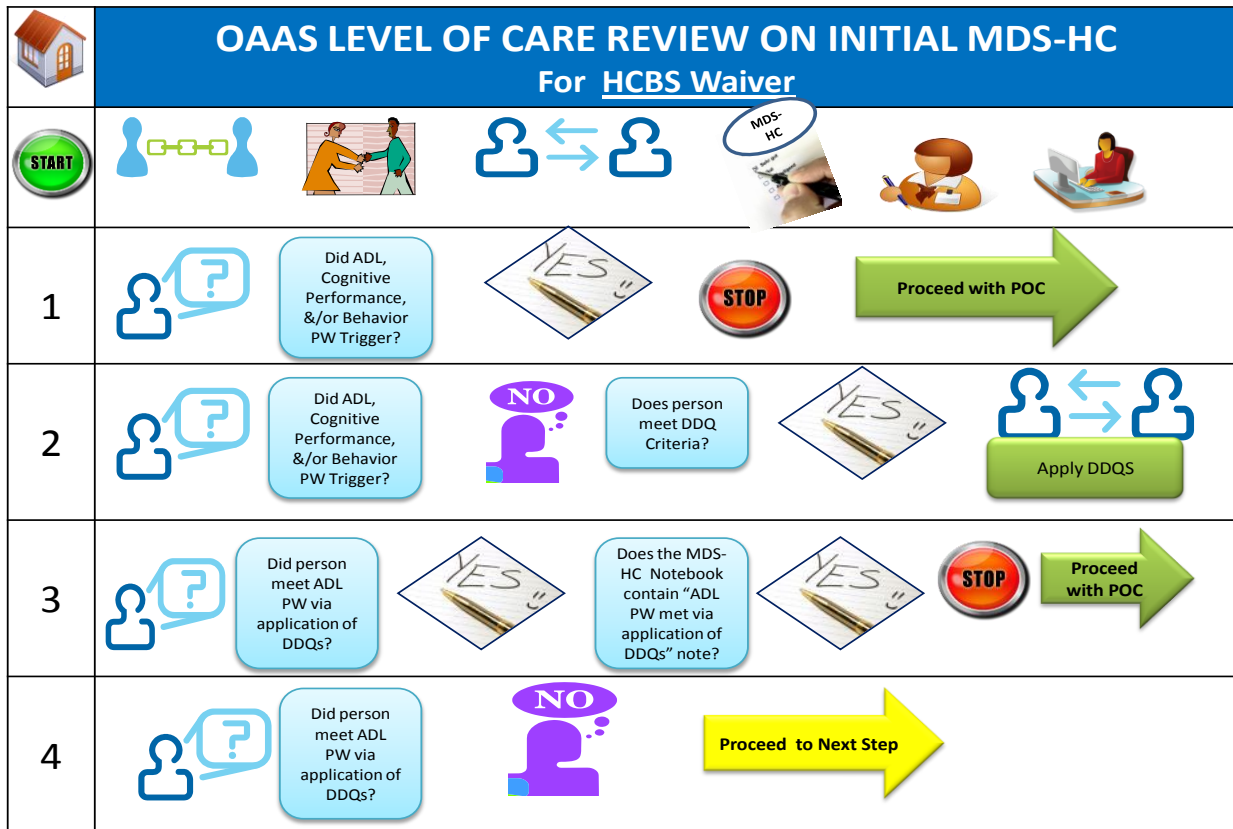 OAAS LEVEL OF CARE REVIEW ON INITIAL MDS-HC
For HCBS Waiver
START
MDS-
HC
1
Did ADL,
Cognitive
Performance,
&/or Behavior
PW Trigger?
YES
STOP
Proceed with POC
2
Did ADL,
Cognitive
Performance,
&/or Behavior
PW Trigger?
NO
Does person
meet DDQ
Criteria?
YES
Apply DDQS
3
Did person
meet ADL
PW via
application of
DDQs?
YES
Does the MDS-
HC Notebook
contain “ADL
PW met via
application of
DDQs” note?
YES
STOP
Proceed
with POC
4
Did person
meet ADL
PW via
application of
DDQs?
NO
Proceed to Next Step